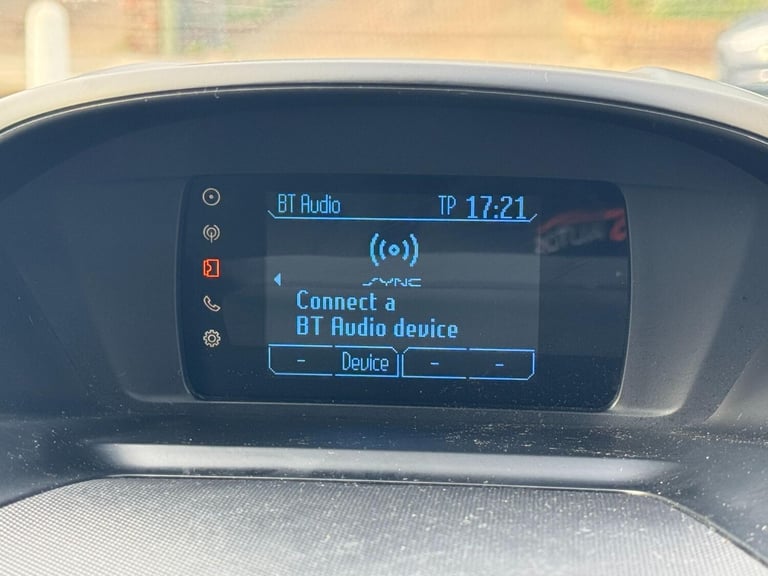 BT Audio TP 17:21
SYNC
Connect a
BT Audio device
- Device - -